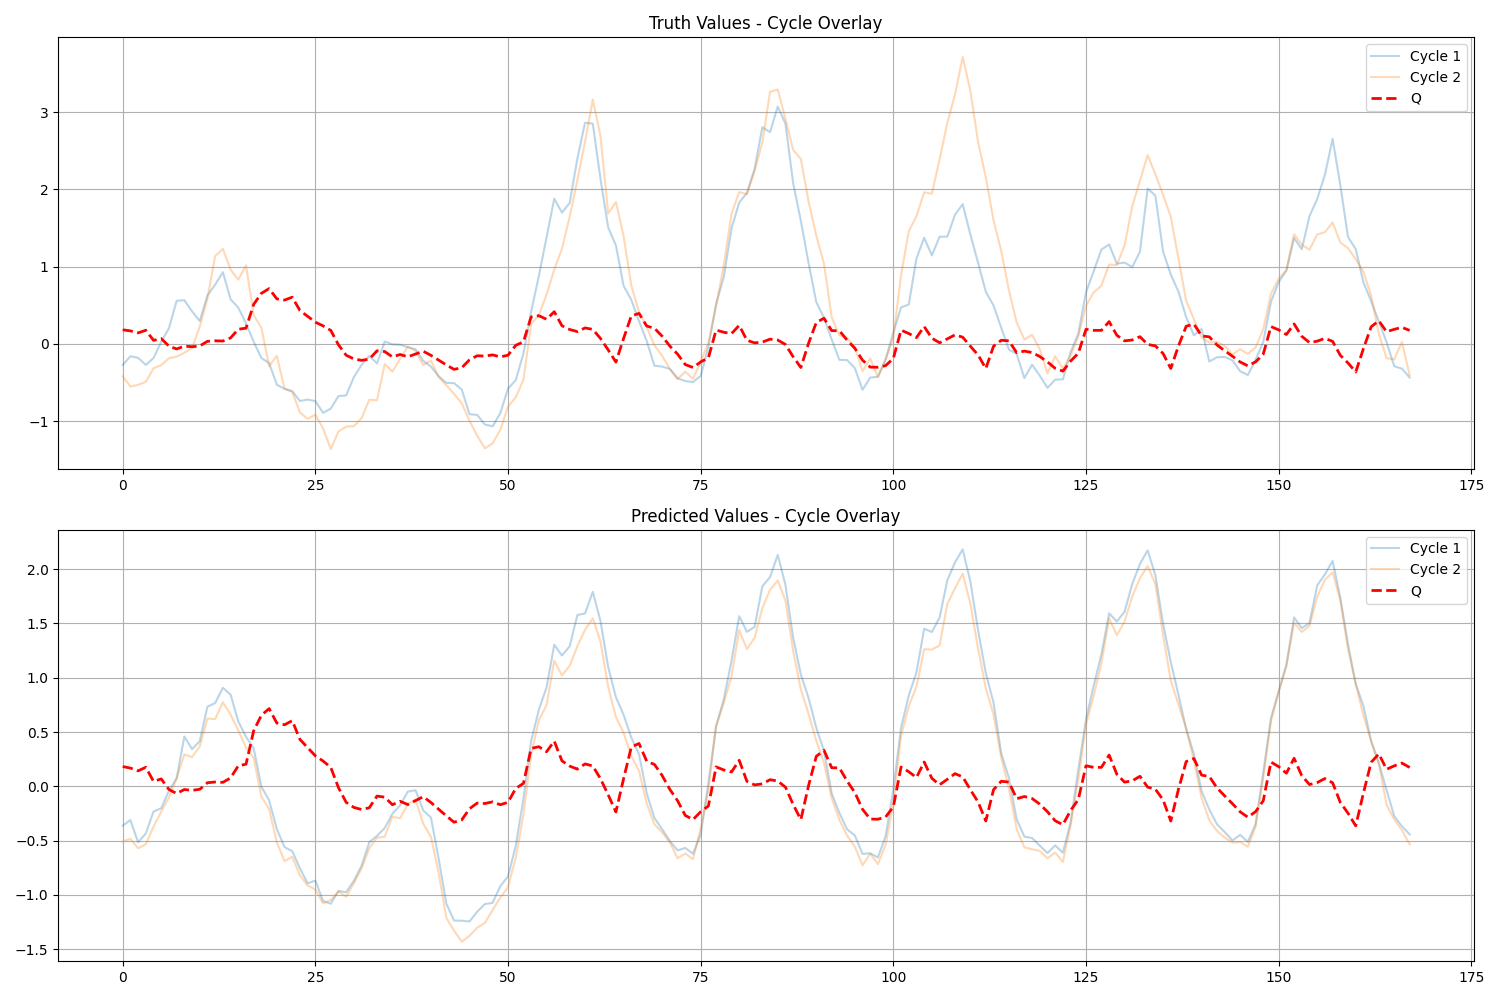 Truth Values - Cycle Overlay
Cycle 1
Cycle 2
Q
3
2
1
0
−1
0 25 50 75 100 125 150 175
Predicted Values - Cycle Overlay
Cycle 1
Cycle 2
Q
2.0
1.5
1.0
0.5
0.0
−0.5
−1.0
−1.5
0 25 50 75 100 125 150 175